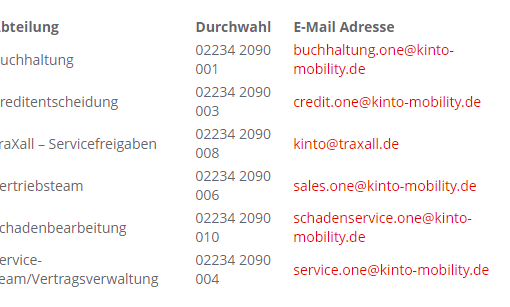 bteilung Durchwahl E-Mail Adresse
uchhaltung 02234 2090 001 buchhaltung.one@kinto-mobility.de
reditentscheidung 02234 2090 003 credit.one@kinto-mobility.de
raXall – Servicefreigaben 02234 2090 008 kinto@traxall.de
ertriebsteam 02234 2090 006 sales.one@kinto-mobility.de
chadenbearbeitung 02234 2090 010 schadenservice.one@kinto-mobility.de
ervice-eam/Vertragsverwaltung 02234 2090 004 service.one@kinto-mobility.de